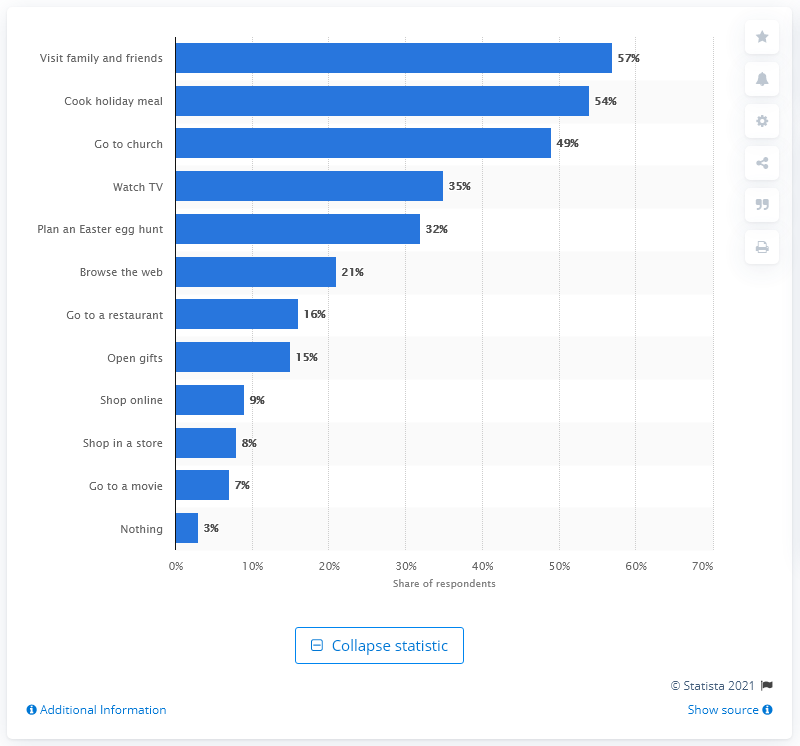 Visit family and friends 57%
Cook holiday meal 54%
Go to church 49%
Watch TV 35%
Plan an Easter egg hunt 32%
Browse the web 21%
Go to a restaurant 16%
Open gifts 15%
Shop online 9%
Shop in a store 8%
Go to a movie 7%
Nothing 3%
0% 10% 20% 30% 40% 50% 60% 70%
Share of respondents
Collapse statistic
© Statista 2021
Additional Information Show source